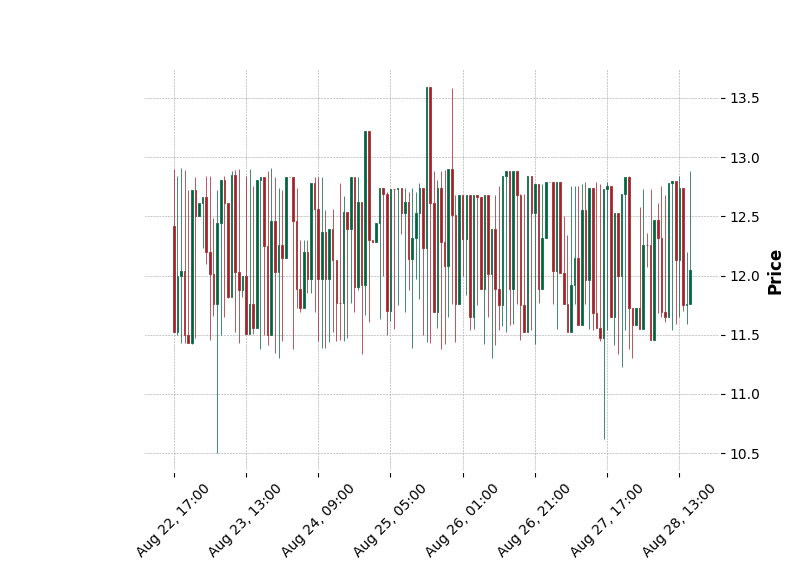 13.5
13.0
12.5
12.0
11.5
11.0
10.5
Price
Aug 22, 17:00
Aug 23, 13:00
Aug 24, 09:00
Aug 25, 05:00
Aug 26, 01:00
Aug 26, 21:00
Aug 27, 17:00
Aug 28, 13:00